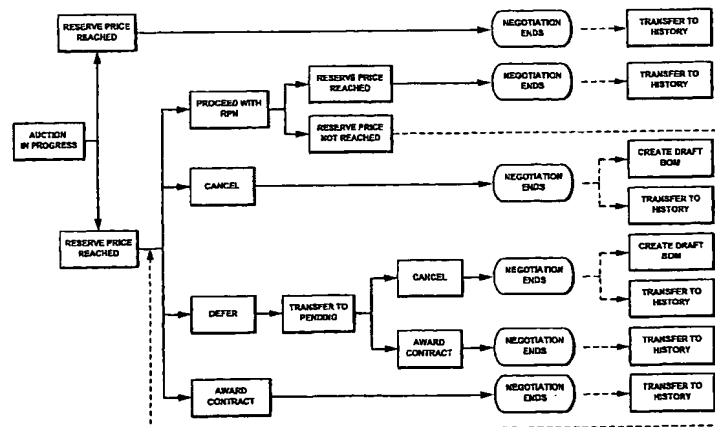 RESERVE PRICE
REACHED
NEGOTIATION
ENDS
TRANSFER TO
HISTORY
PROCEED WITH
RPN
RESERVE PRICE
REACHED
NEGOTIATION
ENDS
TRANSFER TO
HISTORY
RESERVE PRICE
NOT REACHED
AUCTION
IN PROGRESS
CANCEL
NEGOTIATION
ENDS
CREATE DRAFT
BOM
TRANSFER TO
HISTORY
RESERVE PRICE
REACHED
CANCEL
NEGOTIATION
ENDS
CREATE DRAFT
BOM
TRANSFER TO
HISTORY
DEFER
TRANSFER TO
PENDING
AWARD
CONTRACT
NEGOTIATION
ENDS
TRANSFER TO
HISTORY
AWARD
CONTRACT
NEGOTIATION
ENDS
TRANSFER TO
HISTORY